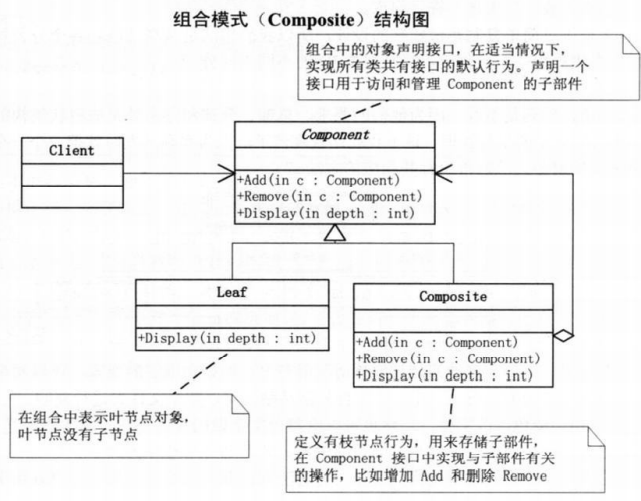 组合模式（Composite）结构图
组合中的对象声明接口，在适当情况下，
实现所有类共有接口的默认行为。声明一个
接口用于访问和管理 Component 的子部件
Component
+Add(in c : Component)
+Remove(in c : Component)
+Display(in depth : int)
Client
Leaf
+Display(in depth : int)
Composite
+Add(in c : Component)
+Remove(in c : Component)
+Display(in depth : int)
在组合中表示叶节点对象，
叶节点没有子节点
定义有枝节点行为，用来存储子部件，
在 Component 接口中实现与子部件有关
的操作，比如增加 Add 和删除 Remove